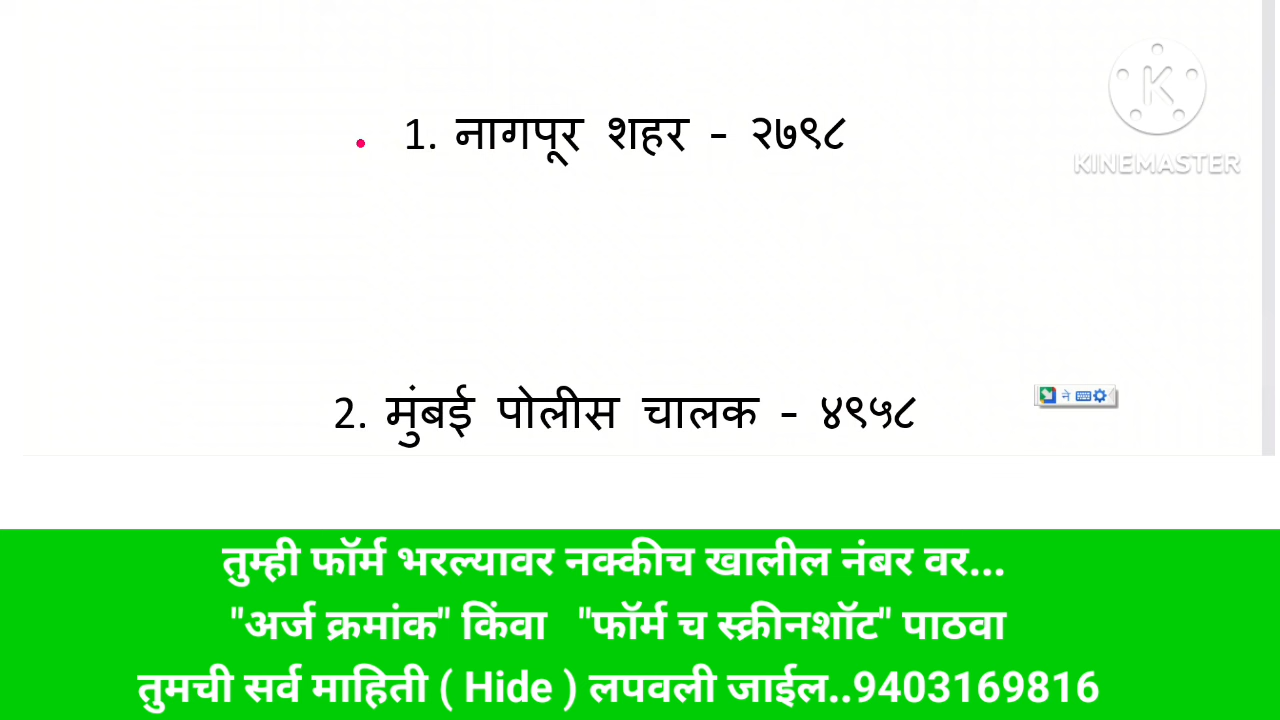 1. नागपूर शहर - २७९८
KINEMASTER
2. मुंबई पोलीस चालक - ४९५८
ने
तुम्ही फॉर्म भरल्यावर नक्कीच खालील नंबर वर...
"अर्ज क्रमांक" किंवा "फॉर्म च स्क्रीनशॉट" पाठवा
तुमची सर्व माहिती ( Hide ) लपवली जाईल..9403169816